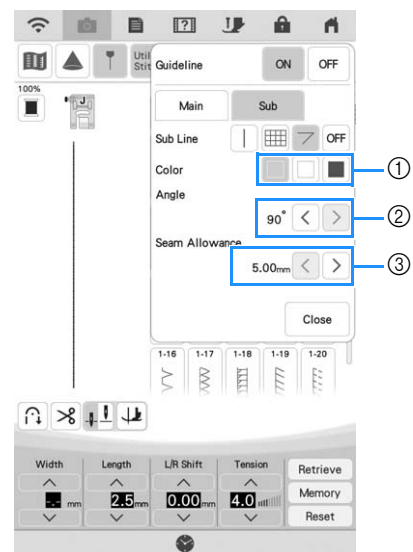 Util
Stit
Guideline
ON
OFF
100%
J
Main
Sub
Sub Line
OFF
Color
①
Angle
90°
②
Seam Allowance
5.00mm
③
Close
1-16
1-17
1-18
1-19
1-20
Width
Length
L/R Shift
Tension
Retrieve
-.- mm
2.5mm
0.00mm
4.0
Memory
Reset